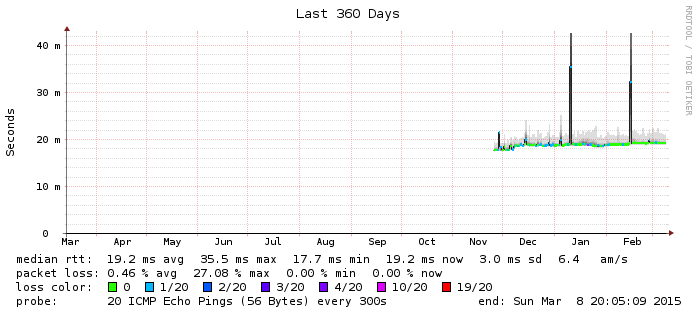 Last 360 Days
RRDTOOL / TOBI OETIKER
Seconds
40 m
30 m
20 m
10 m
0
Mar Apr May Jun Jul Aug Sep Oct Nov Dec Jan Feb
median rtt: 19.2 ms avg 35.5 ms max 17.7 ms min 19.2 ms now 3.0 ms sd 6.4 am/s
packet loss: 0.46 % avg 27.08 % max 0.00 % min 0.00 % now
loss color: 0 1/20 2/20 3/20 4/20 10/20 19/20
probe: 20 ICMP Echo Pings (56 Bytes) every 300s end: Sun Mar 8 20:05:09 2015